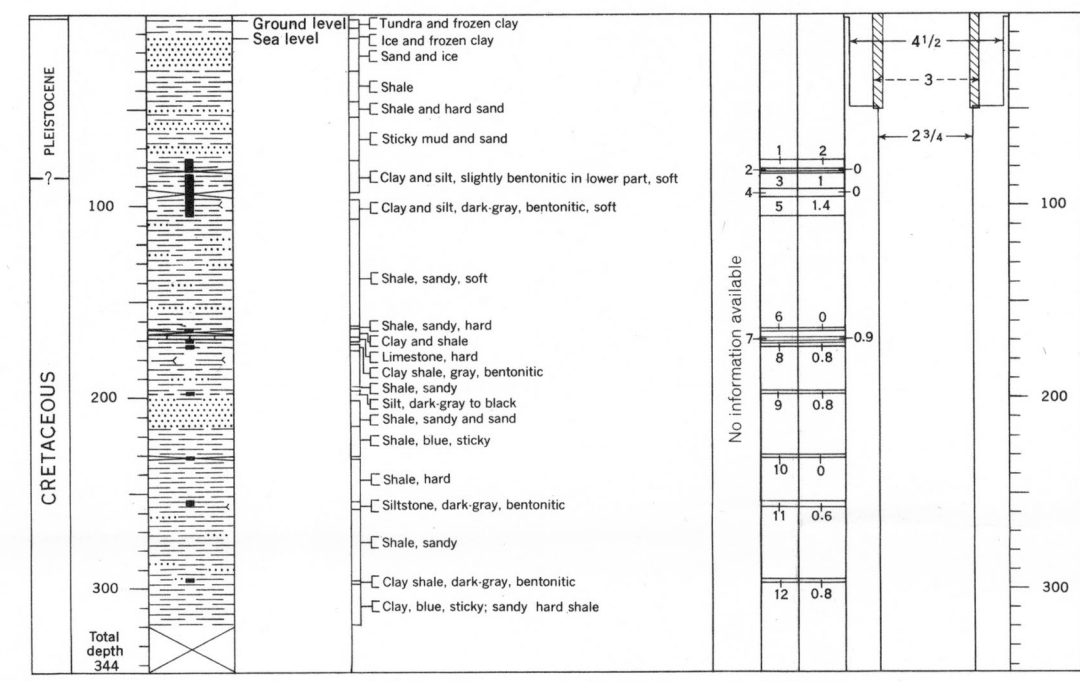 PLEISTOCENE
?
CRETACEOUS
100
200
300
Total
depth
344
Ground level
Sea level
Tundra and frozen clay
Ice and frozen clay
Sand and ice
Shale
Shale and hard sand
Sticky mud and sand
Clay and silt, slightly bentonitic in lower part, soft
Clay and silt, dark-gray, bentonitic, soft
Shale, sandy, soft
Shale, sandy, hard
Clay and shale
Limestone, hard
Clay shale, gray, bentonitic
Shale, sandy
Silt, dark-gray to black
Shale, sandy and sand
Shale, blue, sticky
Shale, hard
Siltstone, dark-gray, bentonitic
Shale, sandy
Clay shale, dark-gray, bentonitic
Clay, blue, sticky; sandy hard shale
No information available
1 2
2 0
3 1
4 0
5 1.4
6 0
7 0.9
8 0.8
9 0.8
10 0
11 0.6
12 0.8
4 1/2
3
2 3/4
100
200
300